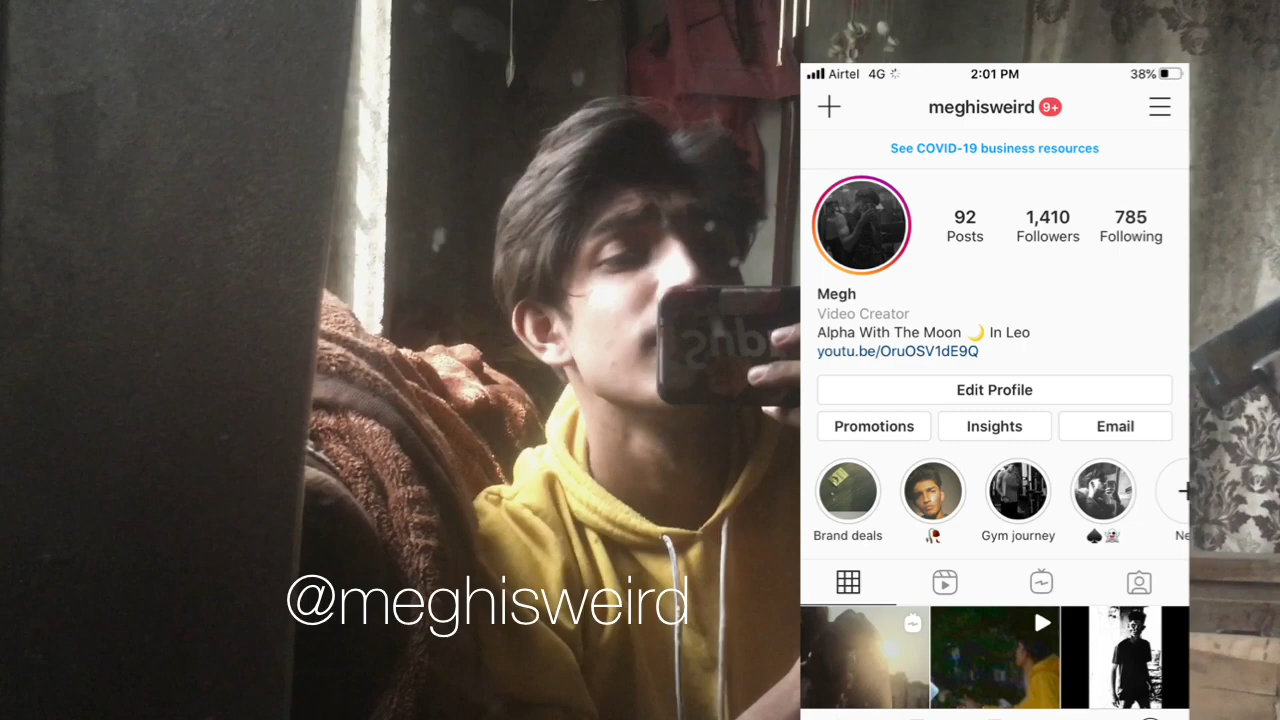 Airtel 4G 2:01 PM 38%
meghisweird 9+
See COVID-19 business resources
92 1,410 785
Posts Followers Following
Megh
Video Creator
Alpha With The Moon 🌙 In Leo
youtu.be/OruOSV1dE9Q
Edit Profile
Promotions Insights Email
Brand deals 🥀 Gym journey ♠️👻 Ne
@meghisweird